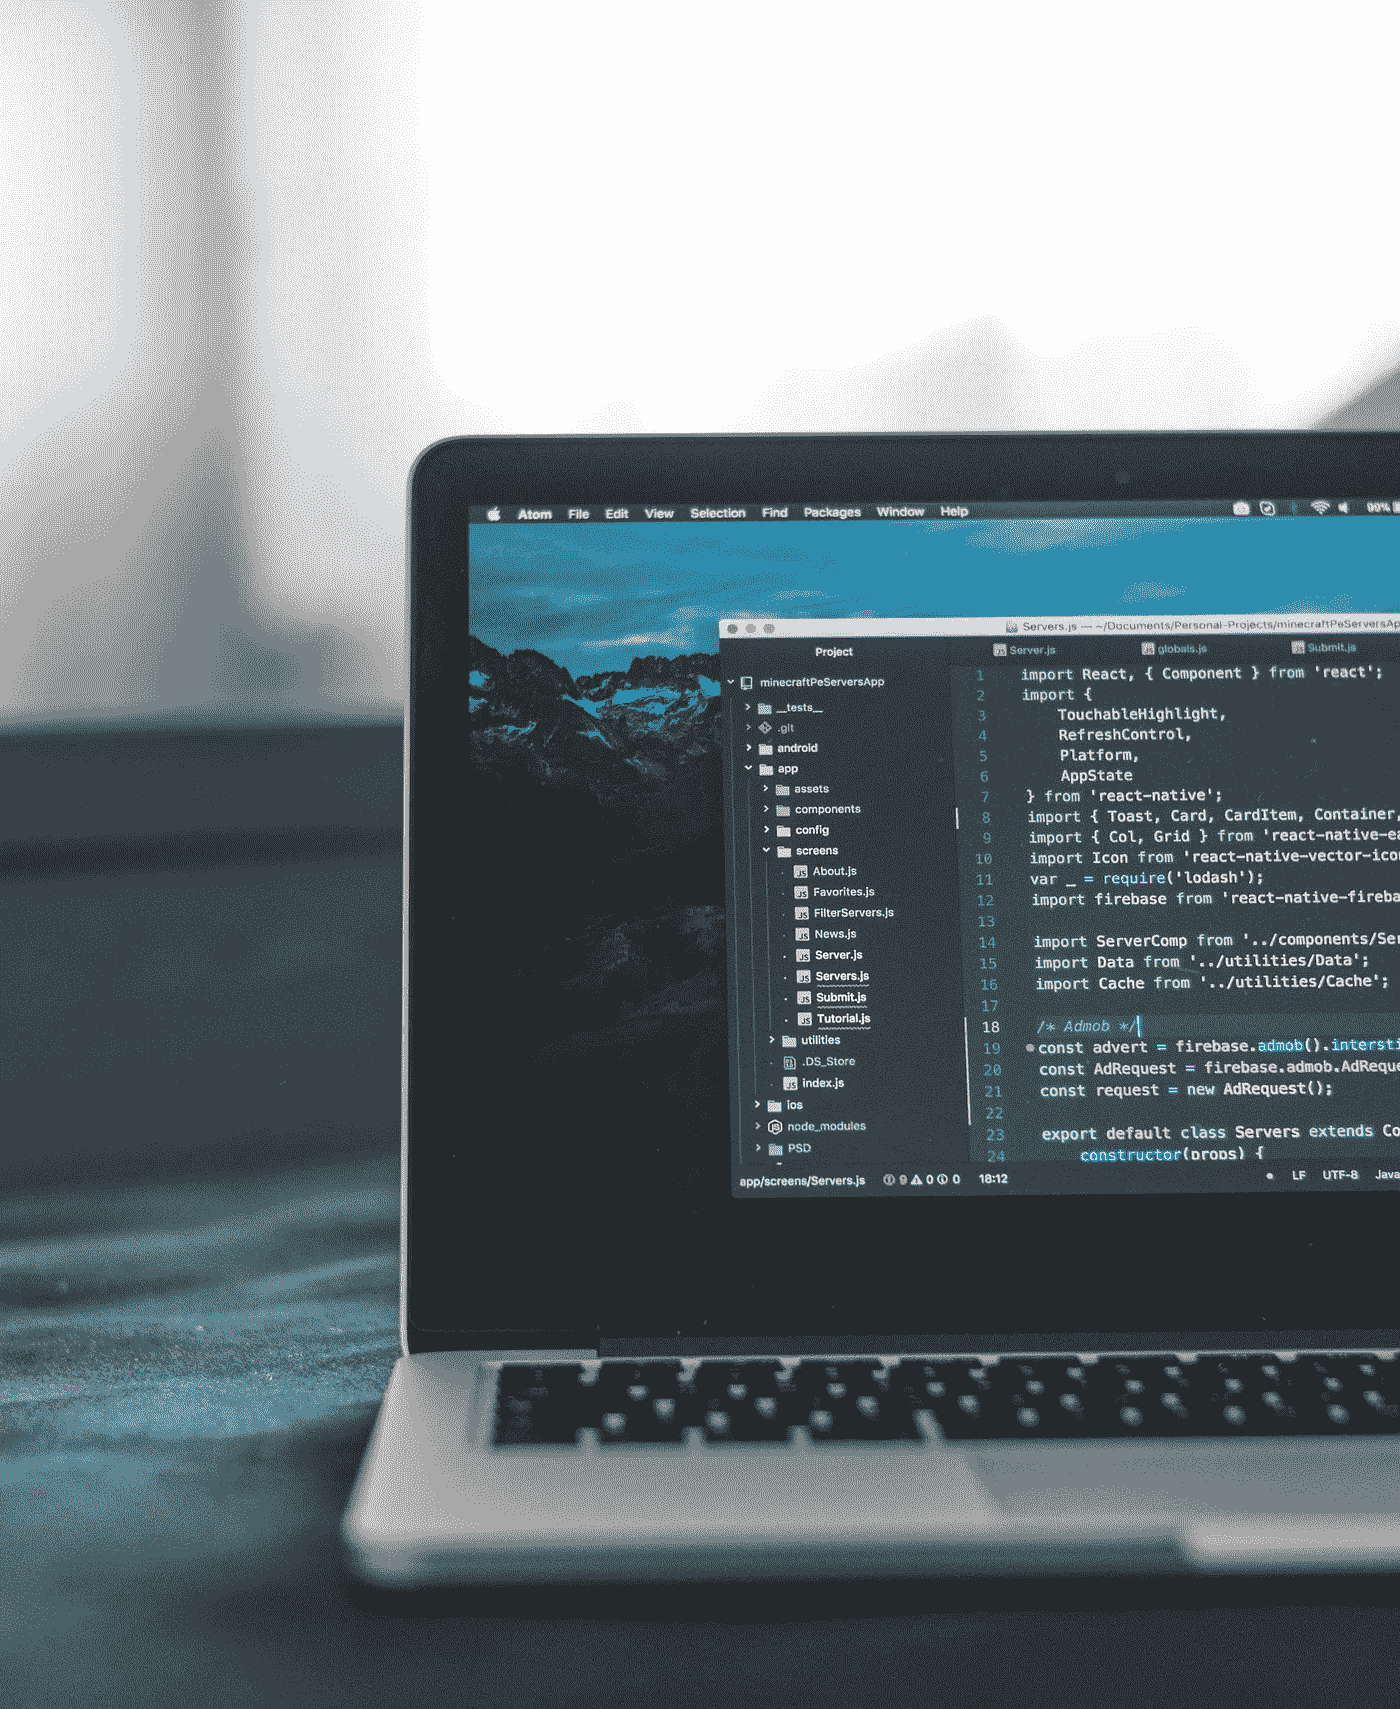 Atom File Edit View Selection Find Packages Window Help 99%
Servers.js — ~/Documents/Personal-Projects/minecraftPeServersAp
Project
Server.js globals.js Submit.js
minecraftPeServersApp
__tests__
.git
android
app
assets
components
config
screens
About.js
Favorites.js
FilterServers.js
News.js
Server.js
Servers.js
Submit.js
Tutorial.js
utilities
.DS_Store
index.js
ios
node_modules
PSD
1 import React, { Component } from 'react';
2 import {
3 TouchableHighlight,
4 RefreshControl,
5 Platform,
6 AppState
7 } from 'react-native';
8 import { Toast, Card, CardItem, Container,
9 import { Col, Grid } from 'react-native-ea
10 import Icon from 'react-native-vector-ico
11 var _ = require('lodash');
12 import firebase from 'react-native-fireba
13
14 import ServerComp from '../components/Ser
15 import Data from '../utilities/Data';
16 import Cache from '../utilities/Cache';
17
18 /* Admob */
19 const advert = firebase.admob().intersti
20 const AdRequest = firebase.admob.AdReque
21 const request = new AdRequest();
22
23 export default class Servers extends Co
24 constructor(props) {
app/screens/Servers.js 9 0 0 18:12 LF UTF-8 Java